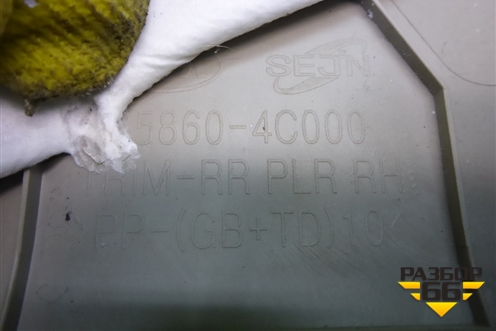 SEJIN
5860-4C000
TRIM-RR PLR RH
PP-(GB+TD)10
РАЗБОР
66